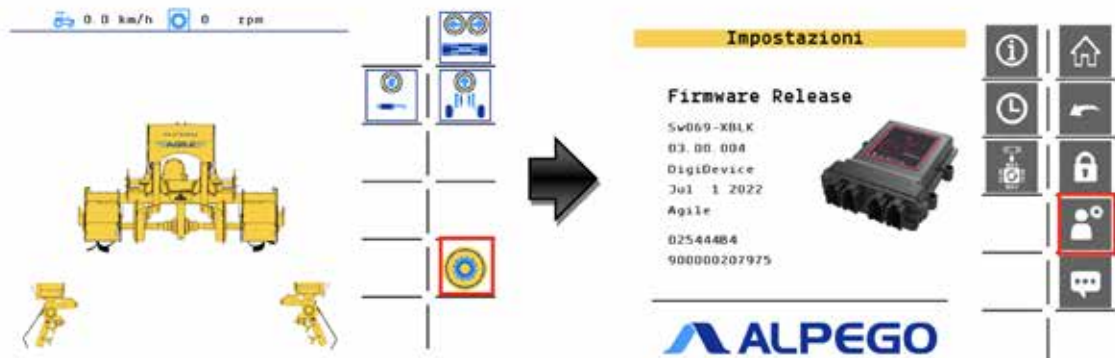 0.0 km/h 0 rpm
AGILE
Impostazioni
Firmware Release
Sw069-XBLK
03.00.004
DigiDevice
Jul 1 2022
Agile
02544484
900000207975
ALPEGO